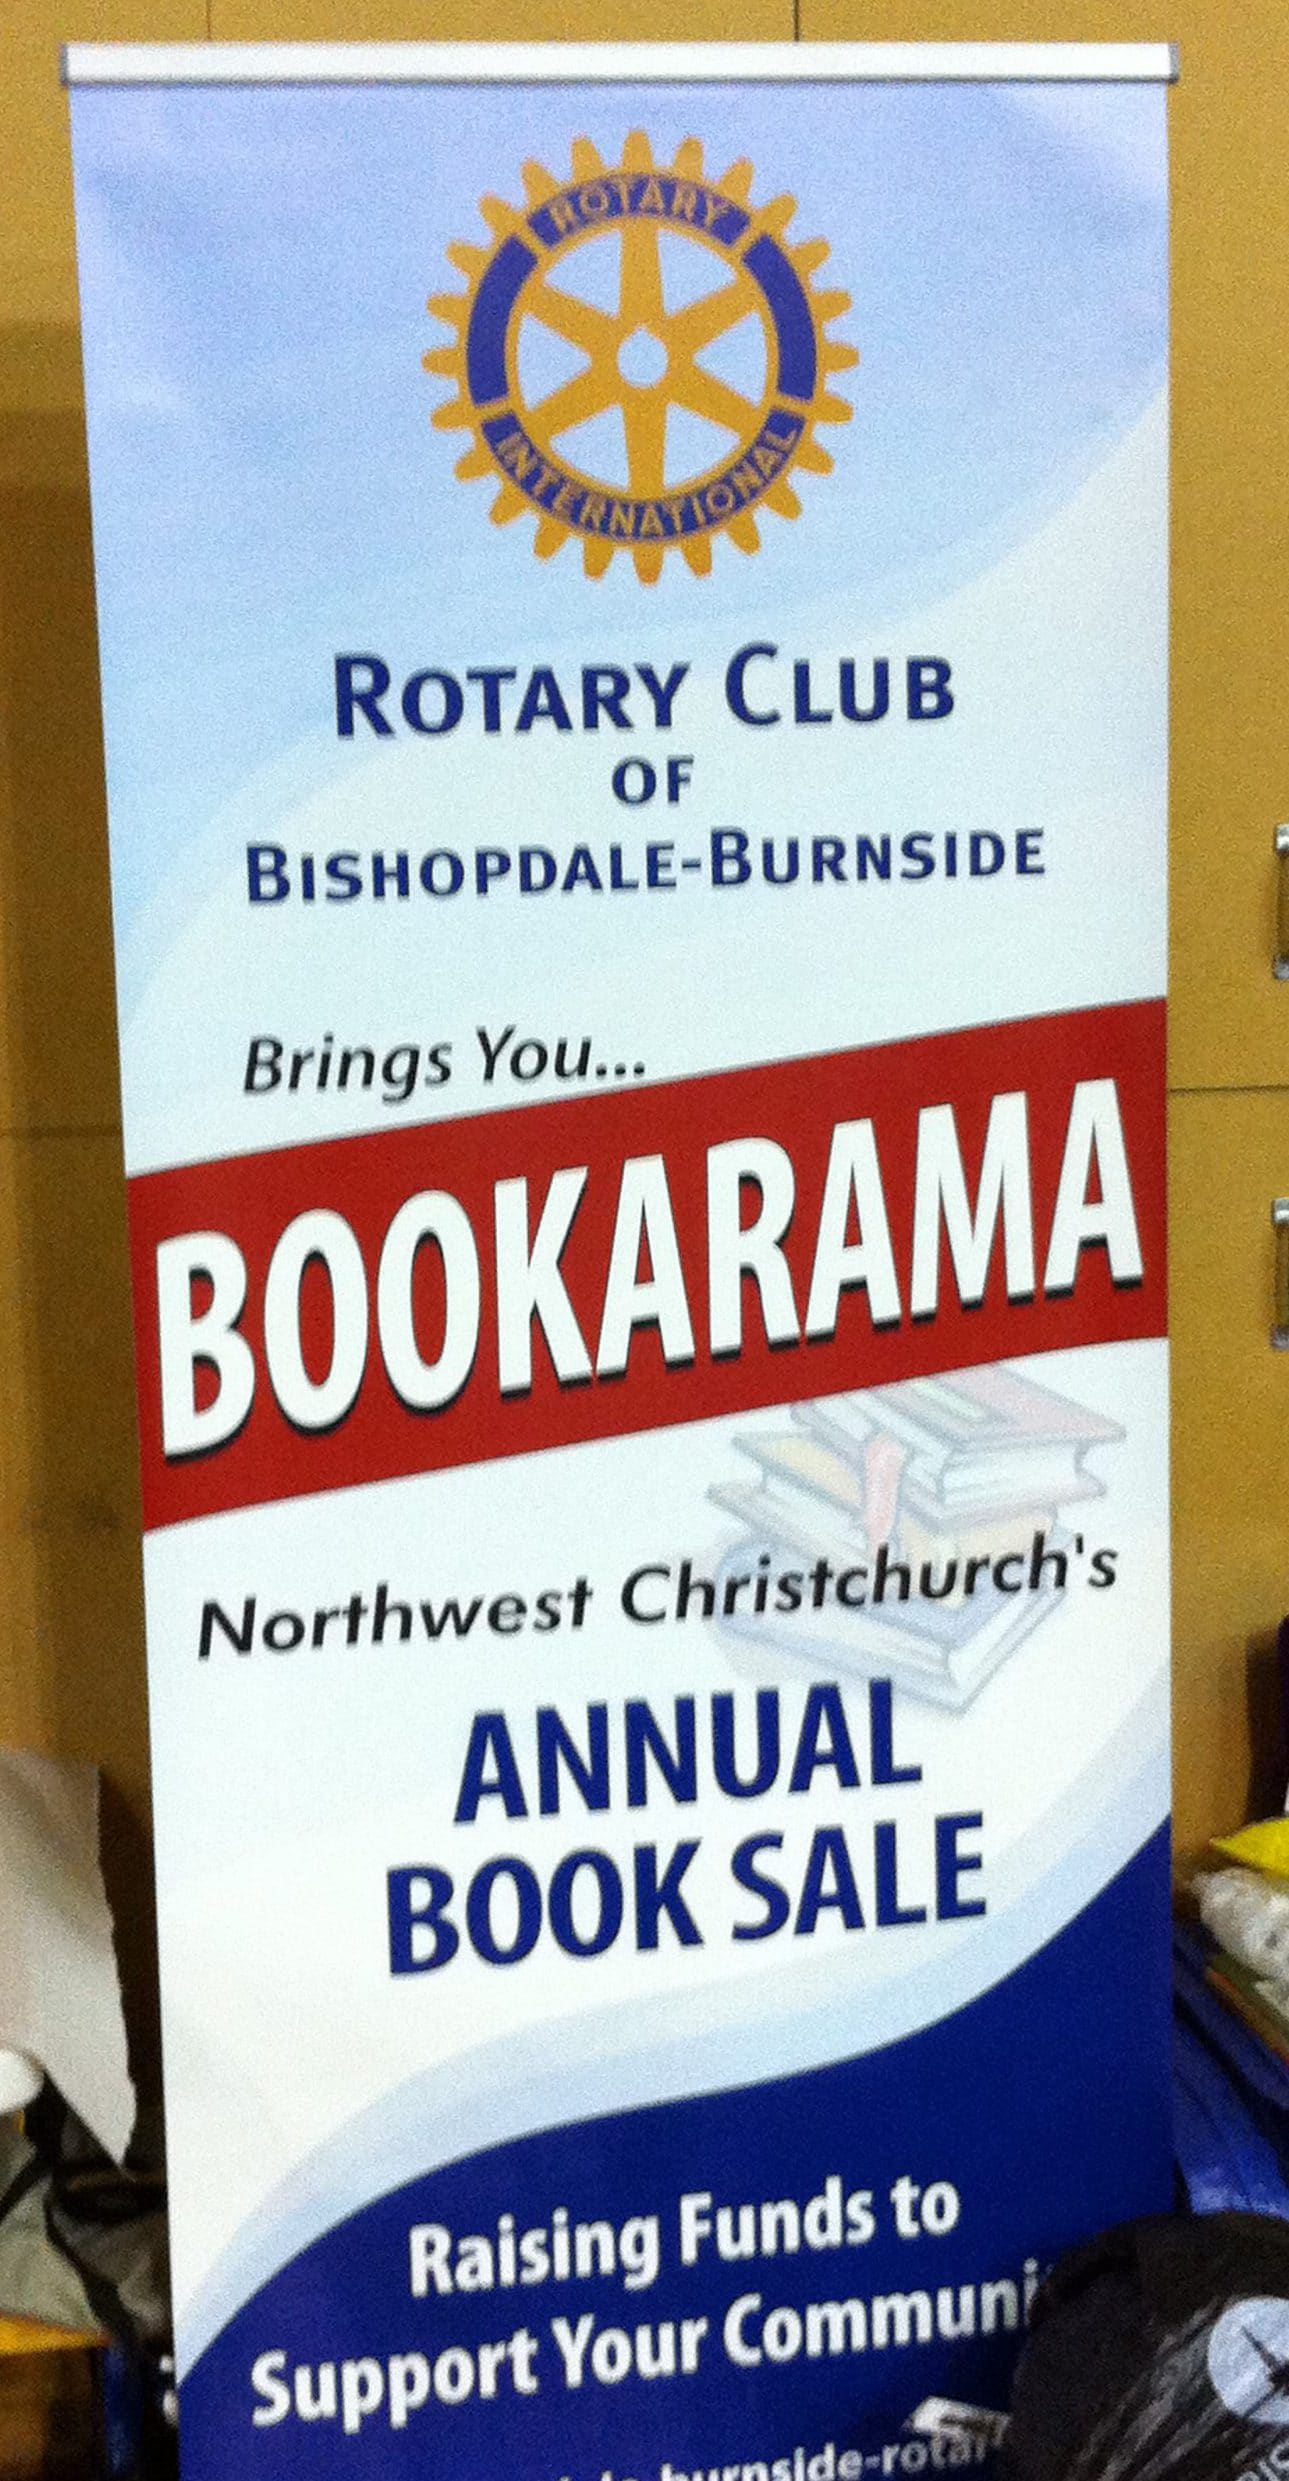 ROTARY
INTERNATIONAL
ROTARY CLUB
OF
BISHOPDALE-BURNSIDE
Brings You...
BOOKARAMA
Northwest Christchurch's
ANNUAL
BOOK SALE
Raising Funds to
Support Your